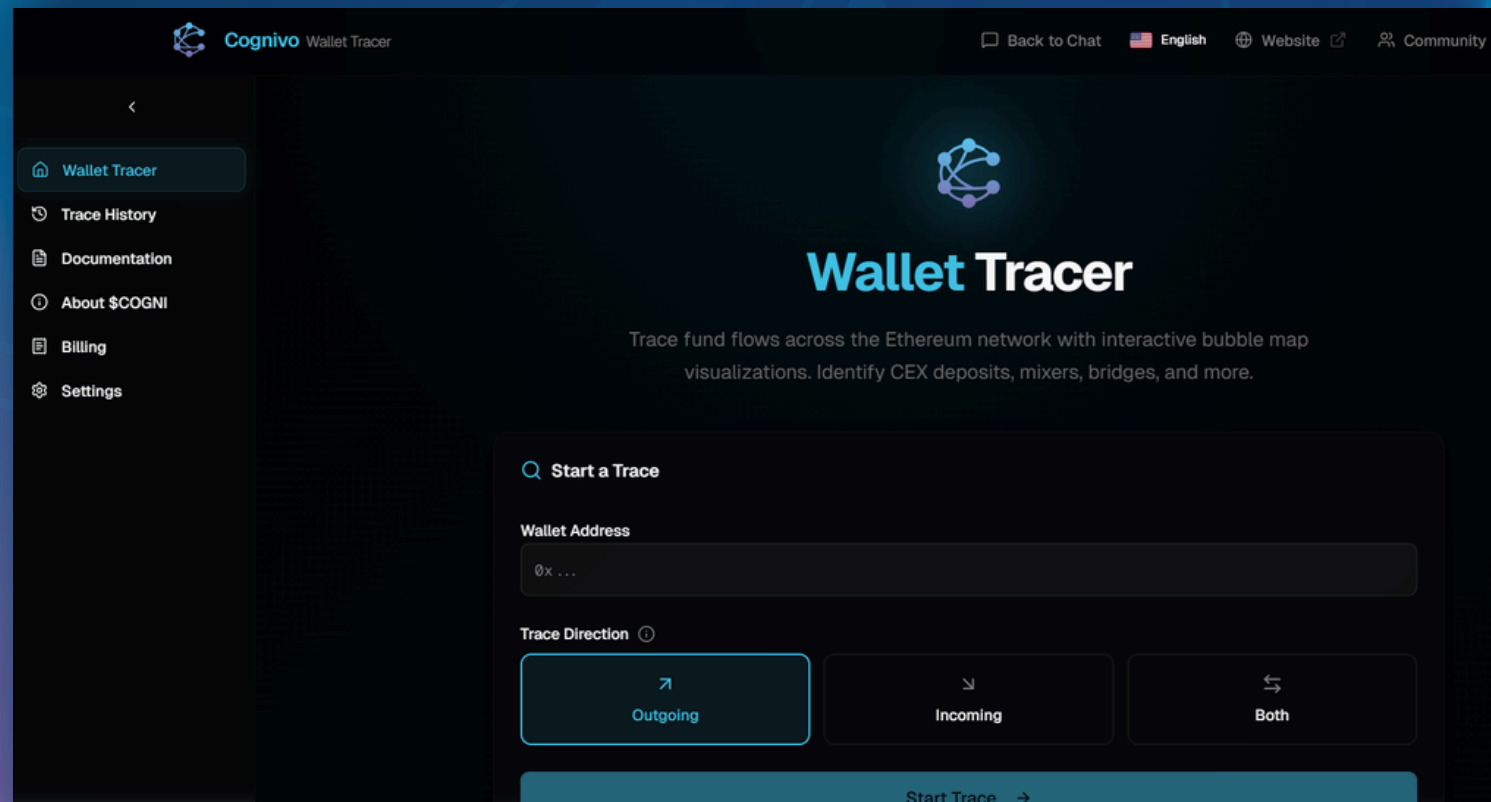 Cognivo Wallet Tracer
Back to Chat
English
Website
Community
Wallet Tracer
Trace History
Documentation
About $COGNI
Billing
Settings
Wallet Tracer
Trace fund flows across the Ethereum network with interactive bubble map
visualizations. Identify CEX deposits, mixers, bridges, and more.
Start a Trace
Wallet Address
0x ...
Trace Direction
Outgoing
Incoming
Both
Start Trace